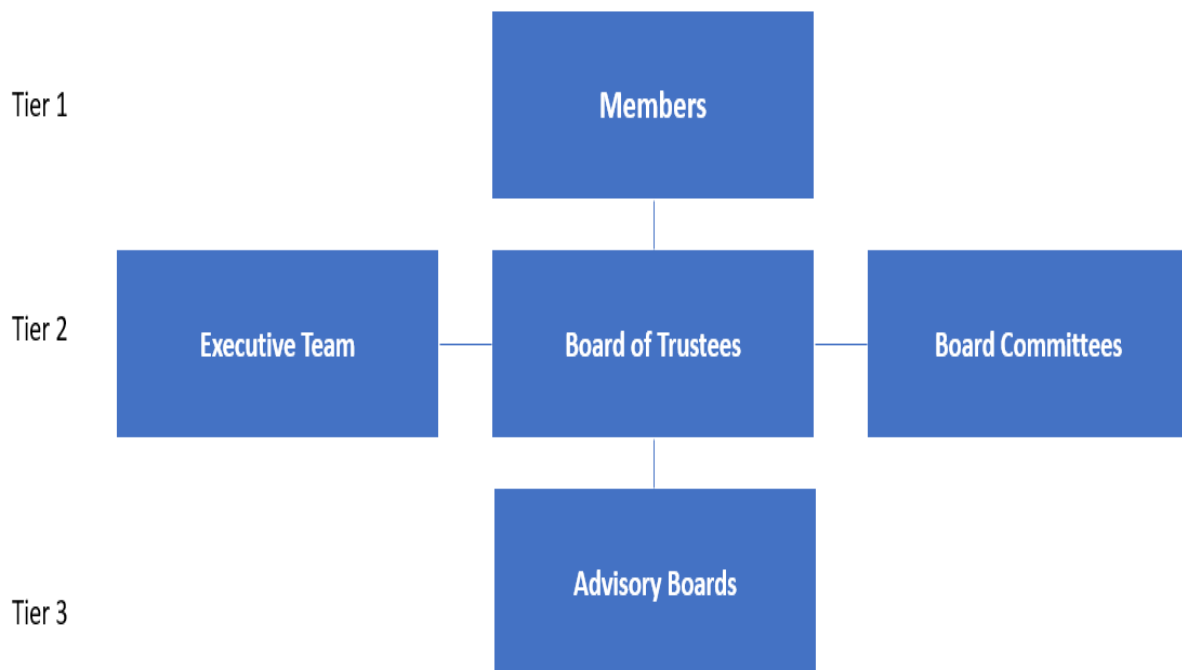 Tier 1
Members
Tier 2
Executive Team
Board of Trustees
Board Committees
Advisory Boards
Tier 3